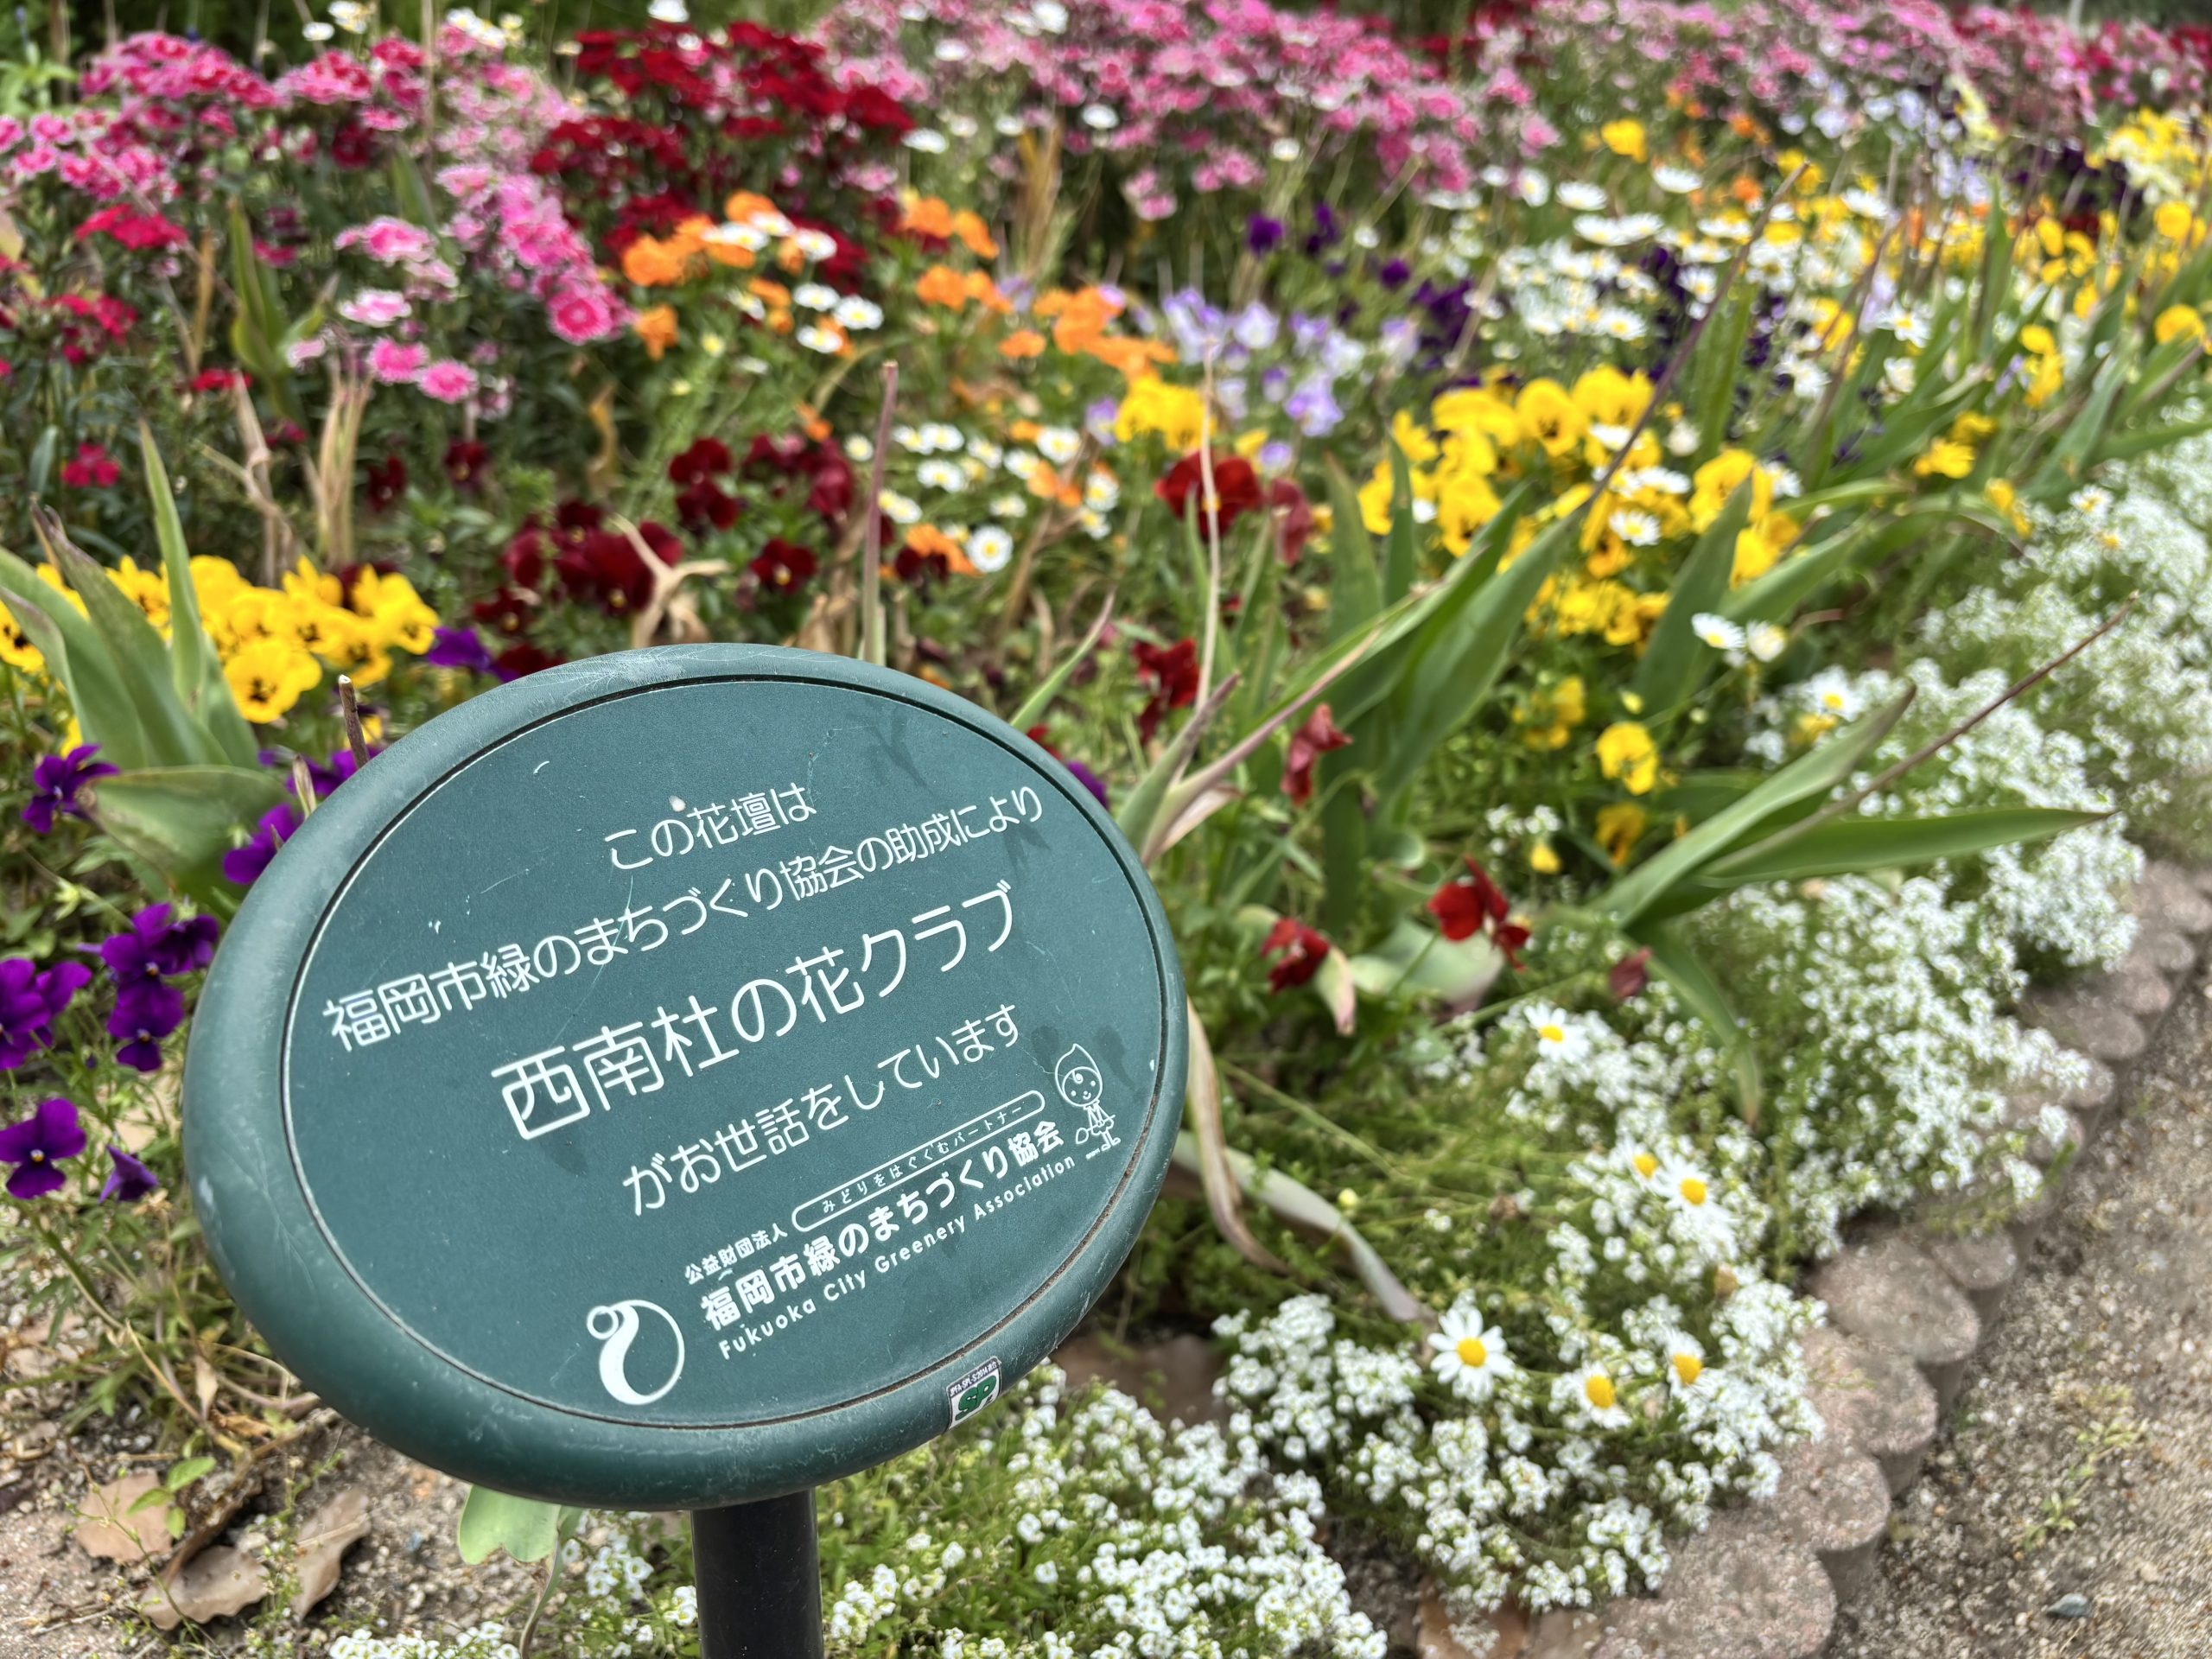 この花壇は
福岡市緑のまちづくり協会の助成により
西南杜の花クラブ
がお世話をしています
みどりをはぐくむパートナー
公益財団法人
福岡市緑のまちづくり協会
Fukuoka City Greenery Association